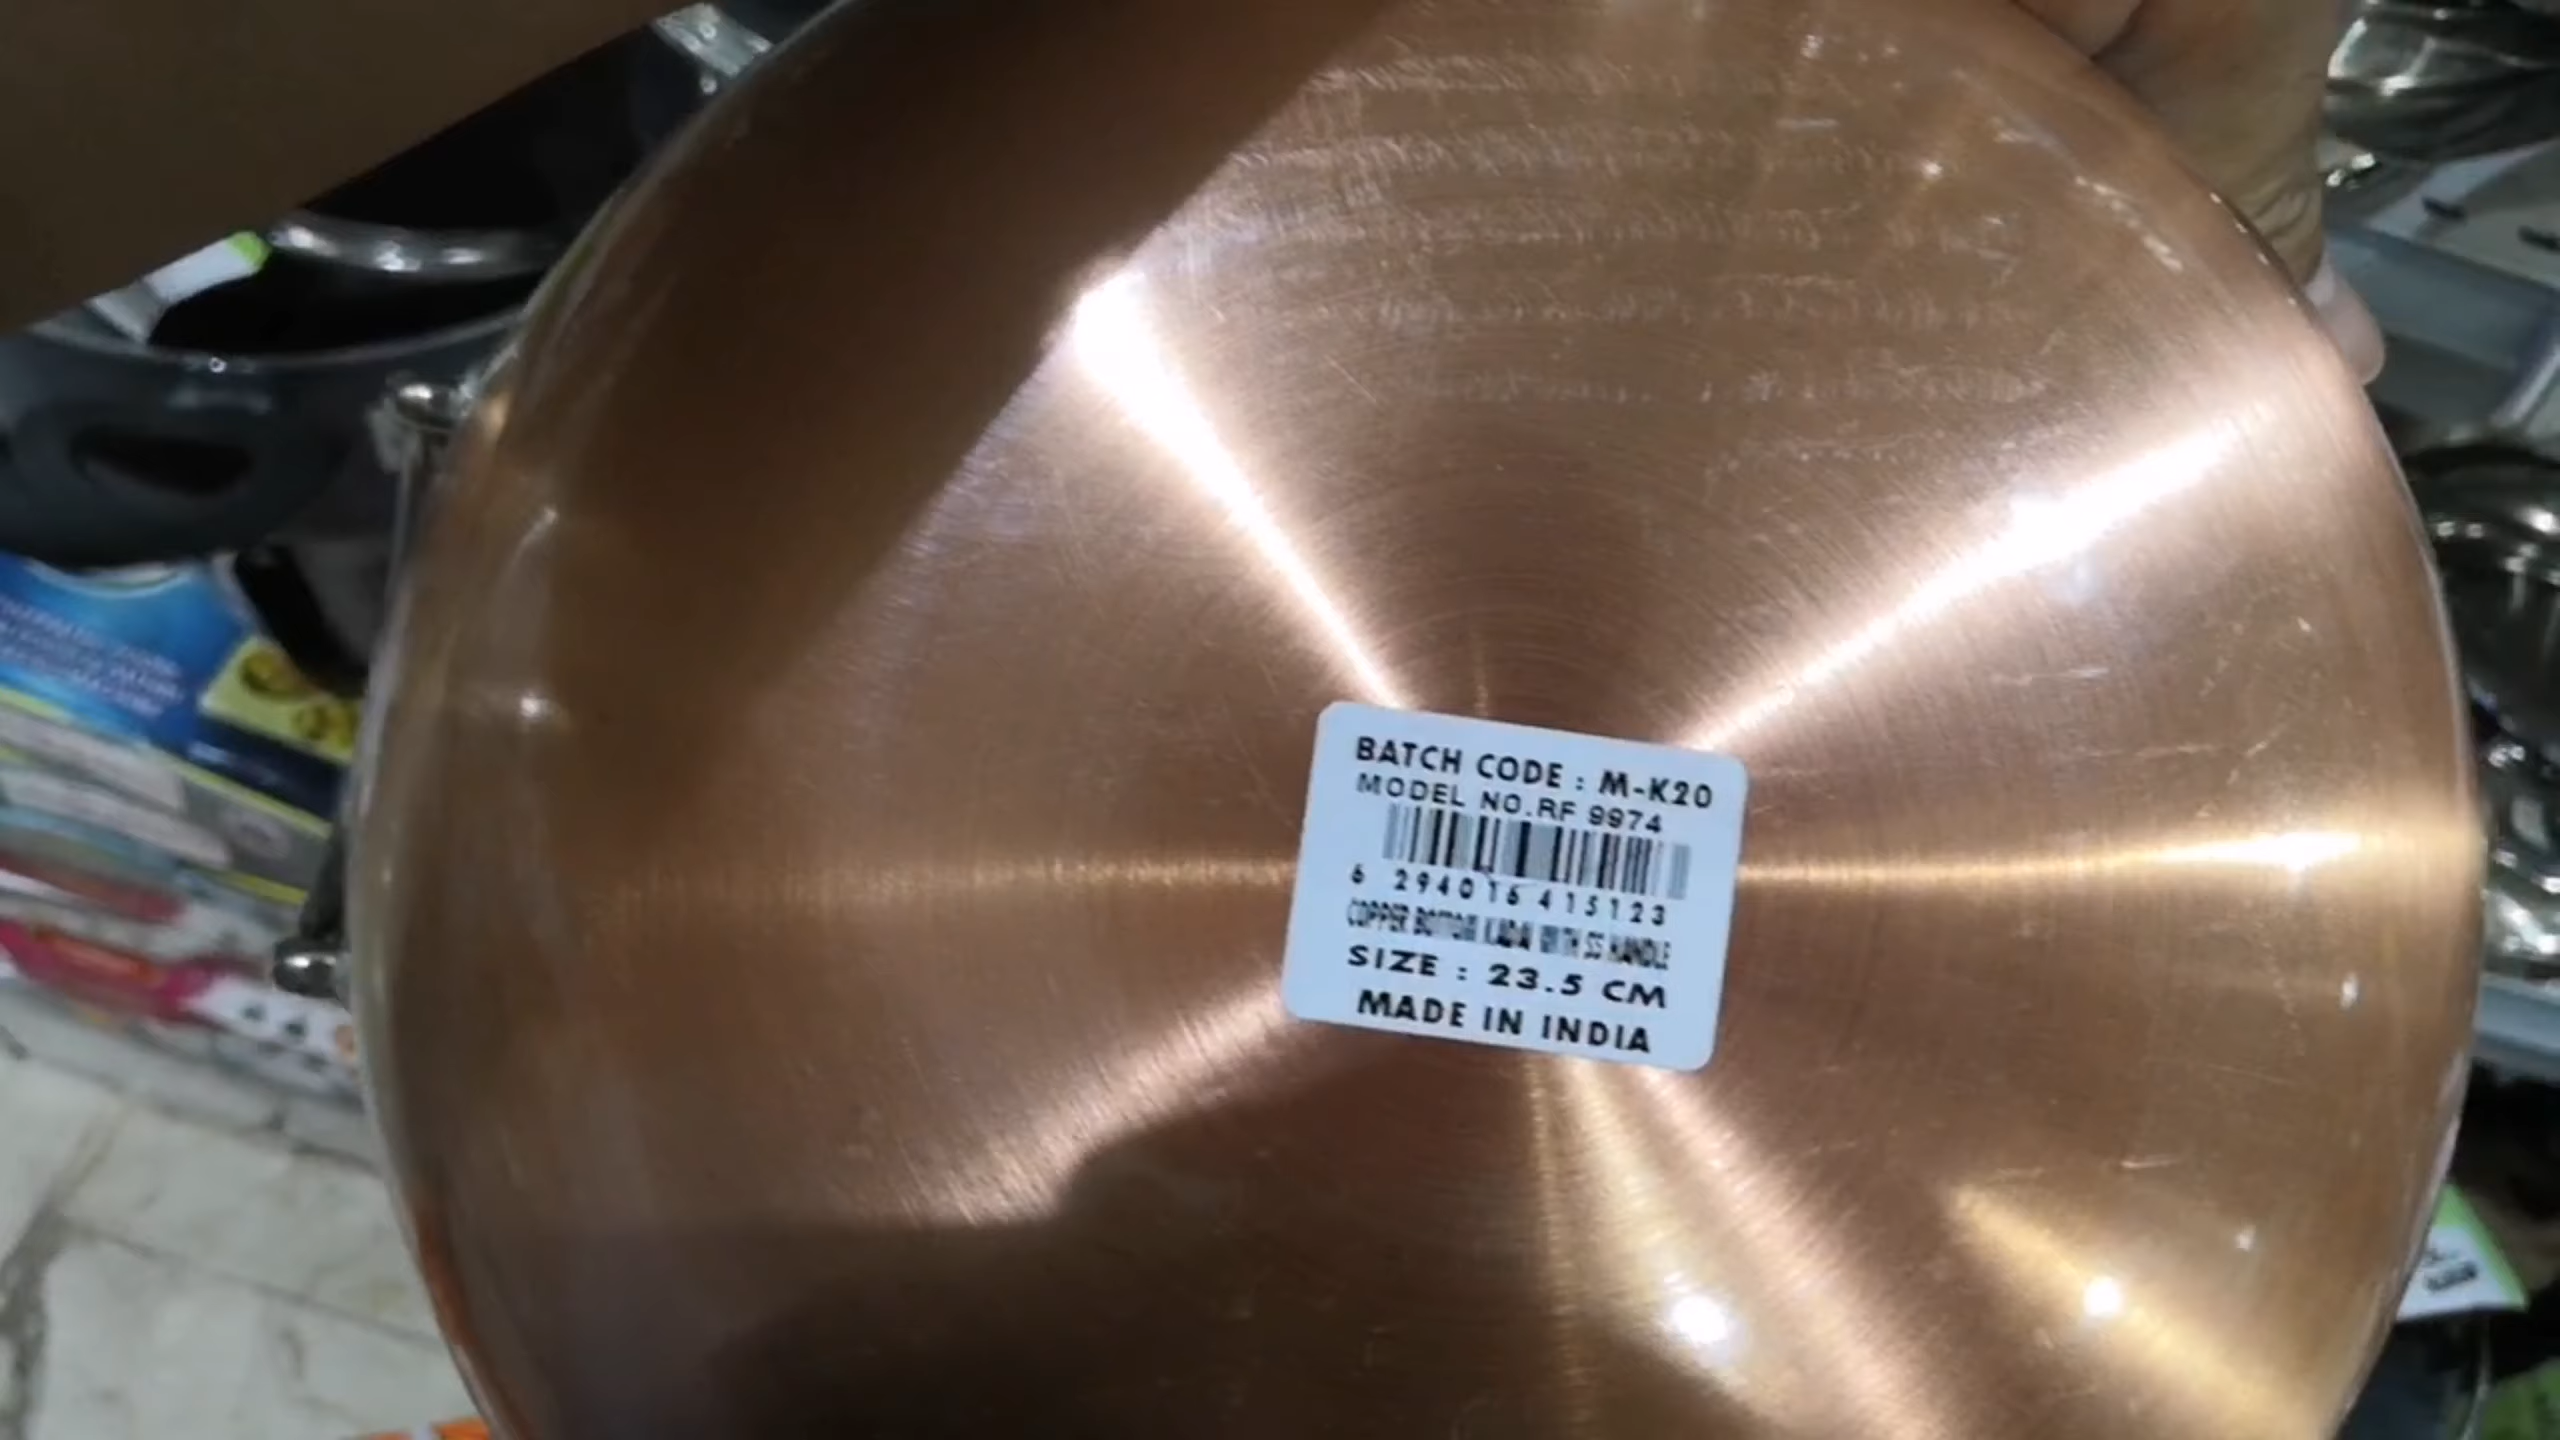 BATCH CODE : M-K20
MODEL NO.RF 9974
6 294016 415123
COPPER BOTTOM KADAI WITH SS HANDLE
SIZE : 23.5 CM
MADE IN INDIA